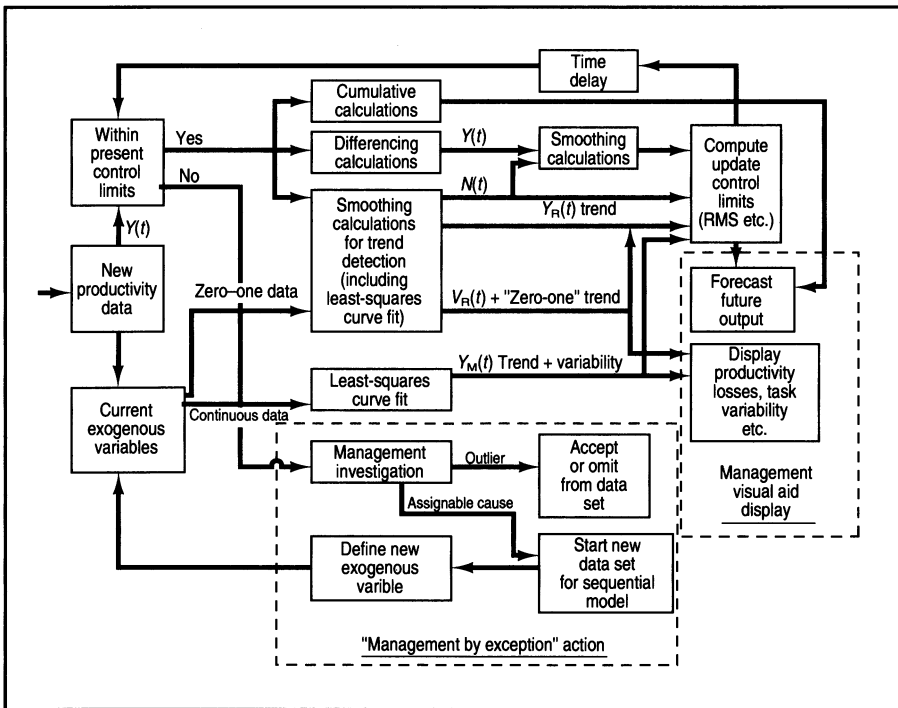 Time
delay
Cumulative
calculations
Within
present
control
limits
Yes
No
Differencing
calculations
Y(t)
Smoothing
calculations
Compute
update
control
limits
(RMS etc.)
N(t)
Y_R(t) trend
Smoothing
calculations
for trend
detection
(including
least-squares
curve fit)
Y(t)
New
productivity
data
Zero–one data
V_R(t) + "Zero-one" trend
Forecast
future
output
Y_M(t) Trend + variability
Display
productivity
losses, task
variability
etc.
Least-squares
curve fit
Current
exogenous
variables
Continuous data
Management
investigation
Outlier
Accept
or omit
from data
set
Management
visual aid
display
Assignable cause
Define new
exogenous
varible
Start new
data set
for sequential
model
"Management by exception" action